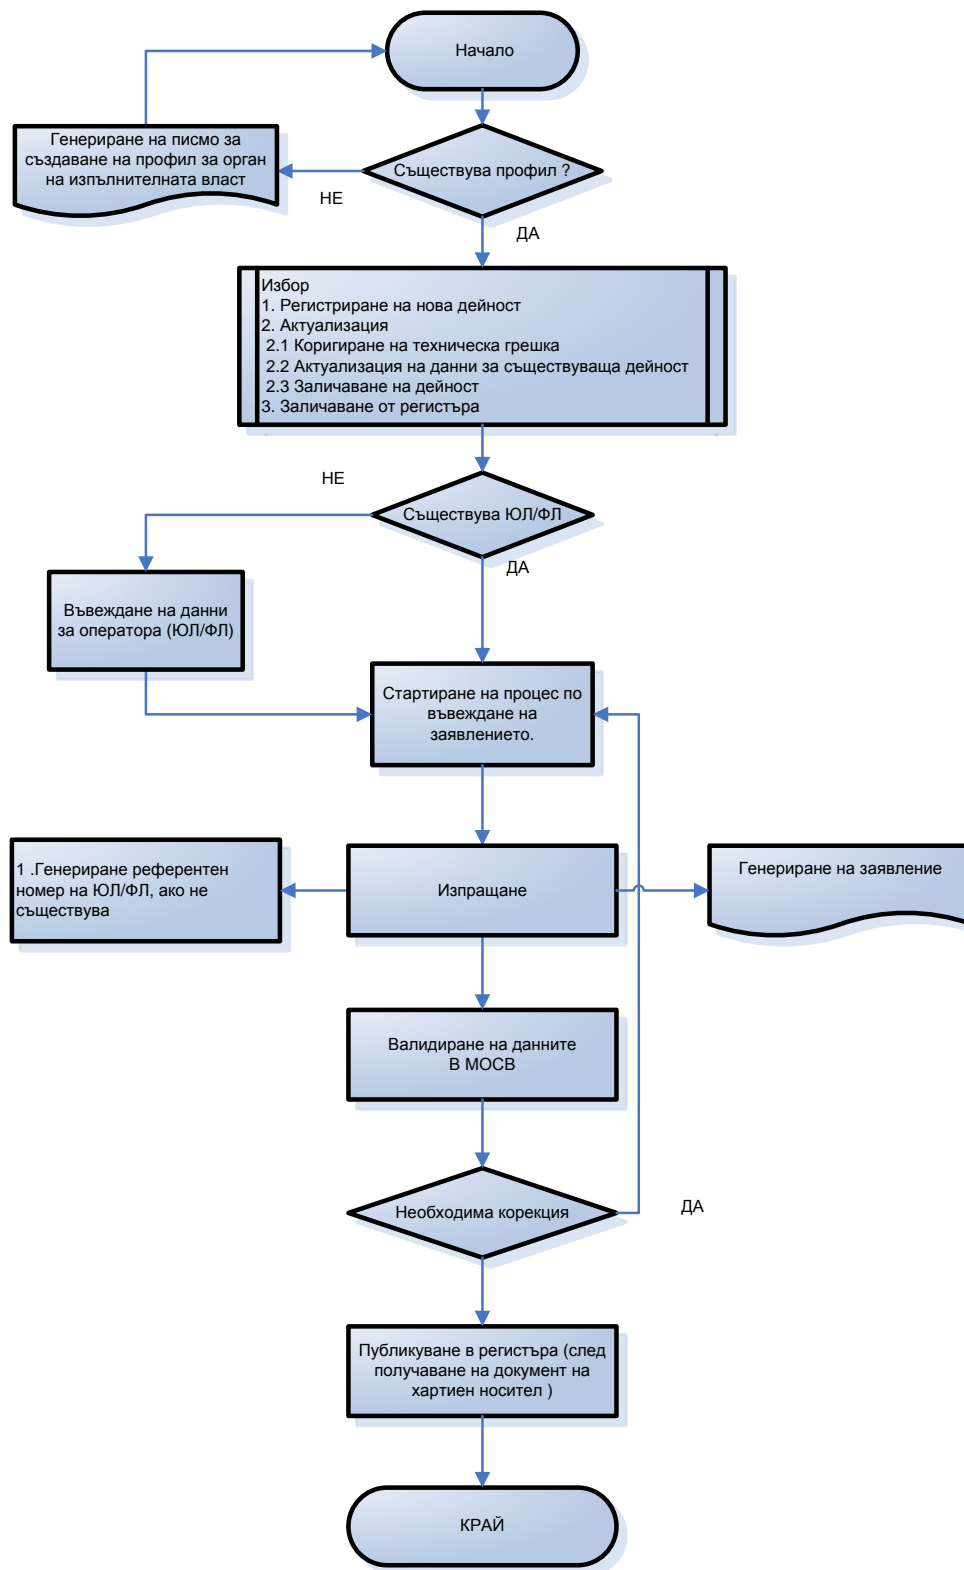 Начало
Генериране на писмо за
създаване на профил за орган
на изпълнителната власт
Съществува профил ?
НЕ
ДА
Избор
1. Регистриране на нова дейност
2. Актуализация
2.1 Коригиране на техническа грешка
2.2 Актуализация на данни за съществуваща дейност
2.3 Заличаване на дейност
3. Заличаване от регистъра
НЕ
Съществува ЮЛ/ФЛ
ДА
Въвеждане на данни
за оператора (ЮЛ/ФЛ)
Стартиране на процес по
въвеждане на
заявлението.
1 .Генериране референтен
номер на ЮЛ/ФЛ, ако не
съществува
Изпращане
Генериране на заявление
Валидиране на данните
В МОСВ
Необходима корекция
ДА
Публикуване в регистъра (след
получаване на документ на
хартиен носител )
КРАЙ